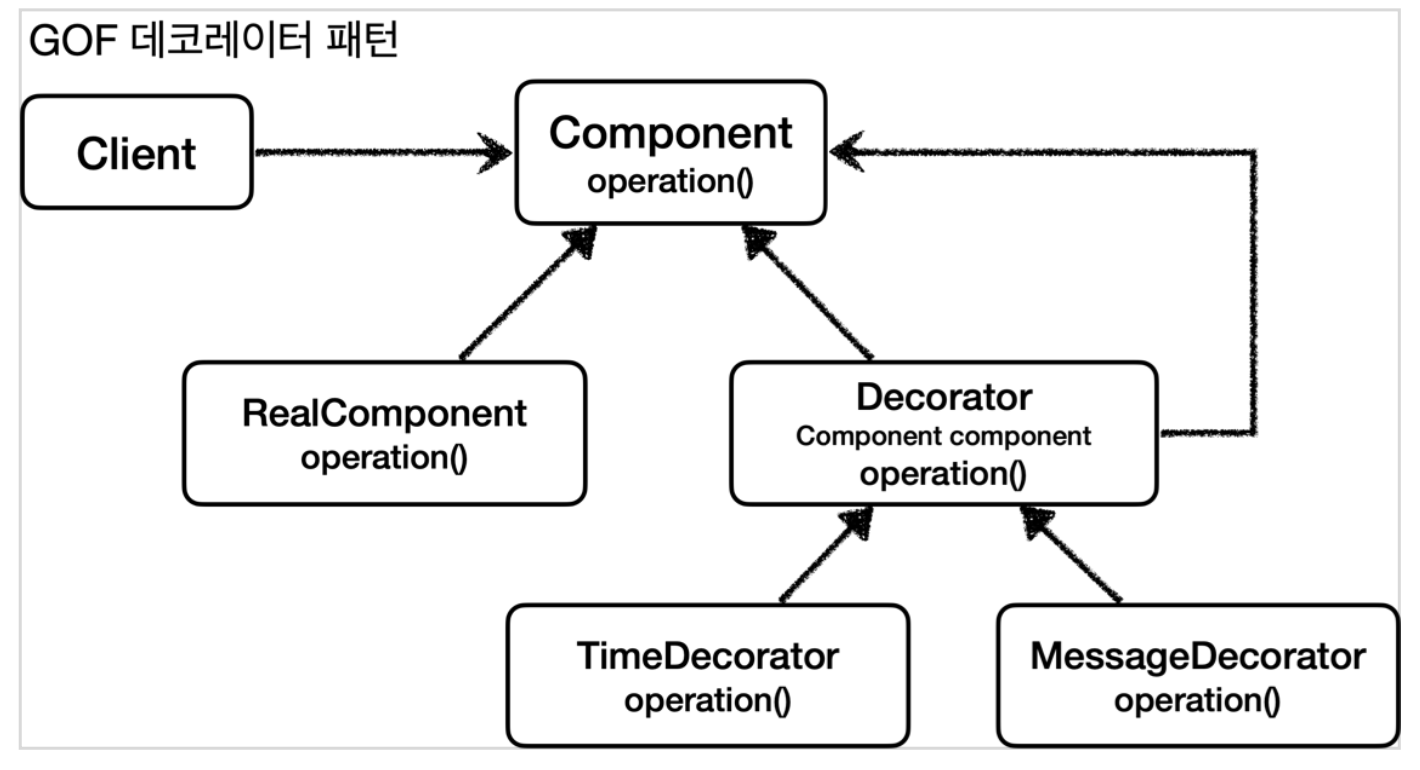 GOF 데코레이터 패턴
Client
Component
operation()
RealComponent
operation()
Decorator
Component component
operation()
TimeDecorator
operation()
MessageDecorator
operation()